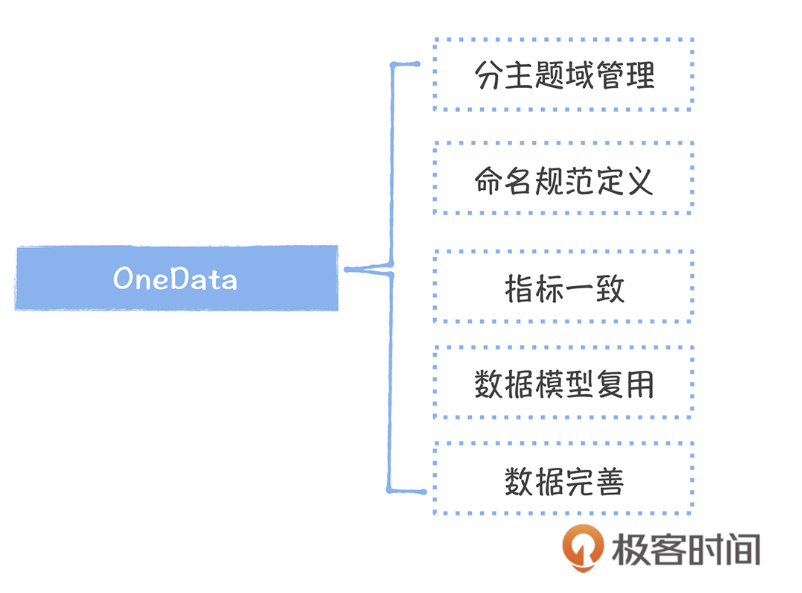 分主题域管理
命名规范定义
OneData
指标一致
数据模型复用
数据完善
极客时间